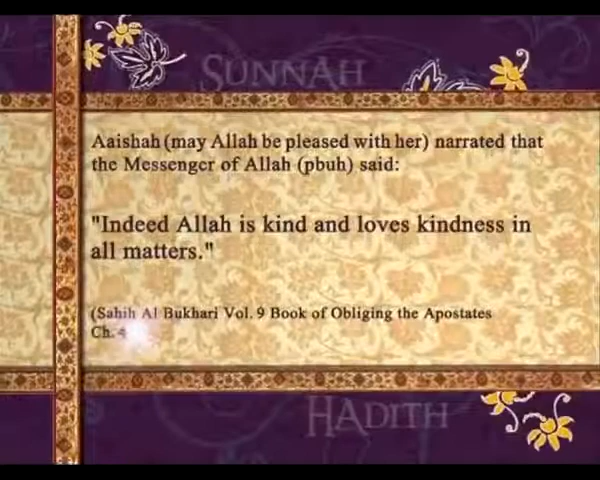 SUNNAH
Aaishah (may Allah be pleased with her) narrated that
the Messenger of Allah (pbuh) said:
"Indeed Allah is kind and loves kindness in
all matters."
(Sahih Al Bukhari Vol. 9 Book of Obliging the Apostates
Ch. 4
HADITH